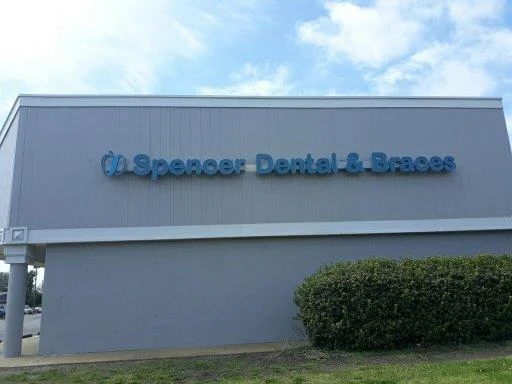 Spencer Dental & Braces